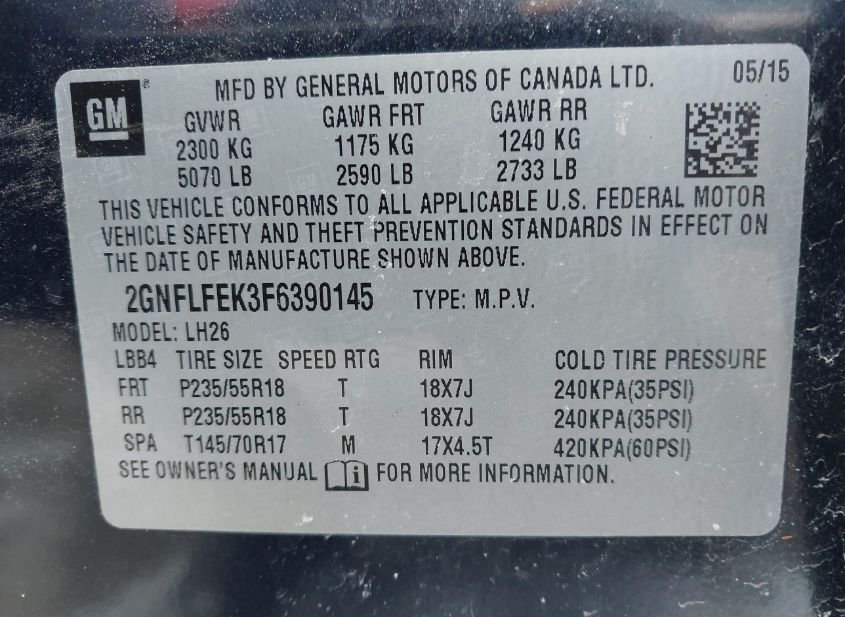 GM
MFD BY GENERAL MOTORS OF CANADA LTD. 05/15
GVWR GAWR FRT GAWR RR
2300 KG 1175 KG 1240 KG
5070 LB 2590 LB 2733 LB
THIS VEHICLE CONFORMS TO ALL APPLICABLE U.S. FEDERAL MOTOR
VEHICLE SAFETY AND THEFT PREVENTION STANDARDS IN EFFECT ON
THE DATE OF MANUFACTURE SHOWN ABOVE.
2GNFLFEK3F6390145 TYPE: M.P.V.
MODEL: LH26
LBB4 TIRE SIZE SPEED RTG RIM COLD TIRE PRESSURE
FRT P235/55R18 T 18X7J 240KPA(35PSI)
RR P235/55R18 T 18X7J 240KPA(35PSI)
SPA T145/70R17 M 17X4.5T 420KPA(60PSI)
SEE OWNER'S MANUAL i FOR MORE INFORMATION.